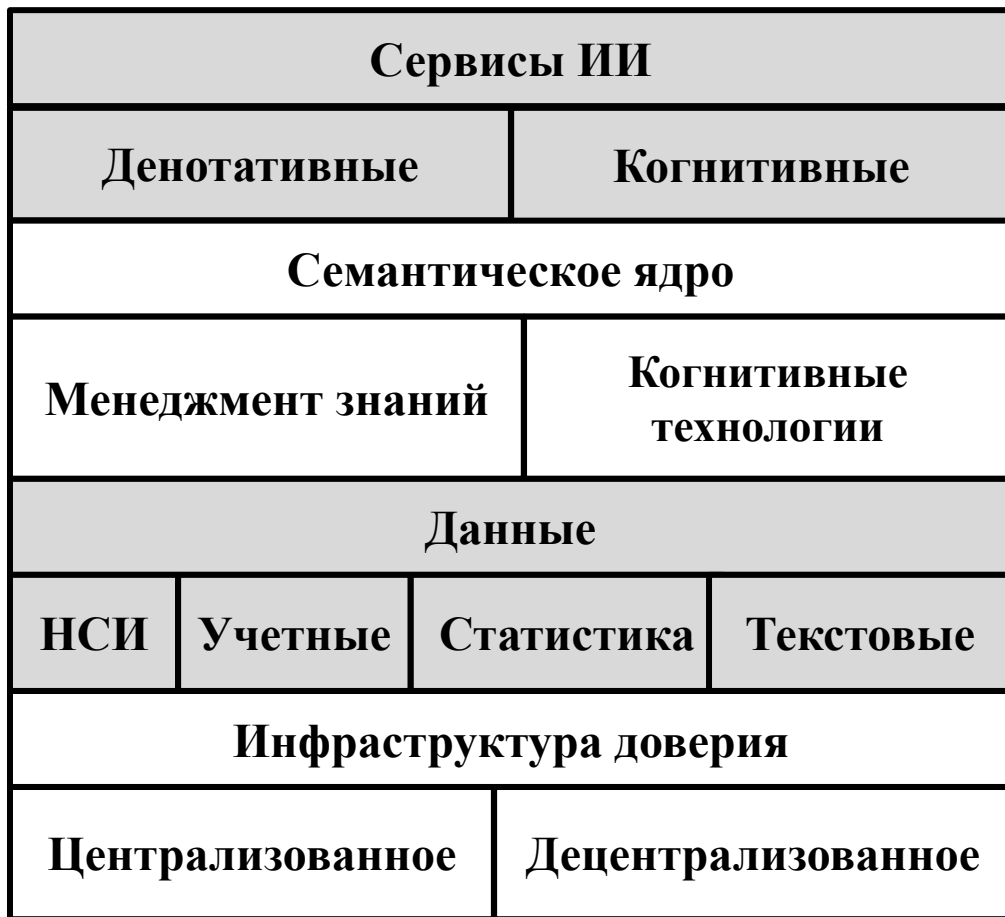 Сервисы ИИ
Денотативные
Когнитивные
Семантическое ядро
Менеджмент знаний
Когнитивные
технологии
Данные
НСИ
Учетные
Статистика
Текстовые
Инфраструктура доверия
Централизованное
Децентрализованное